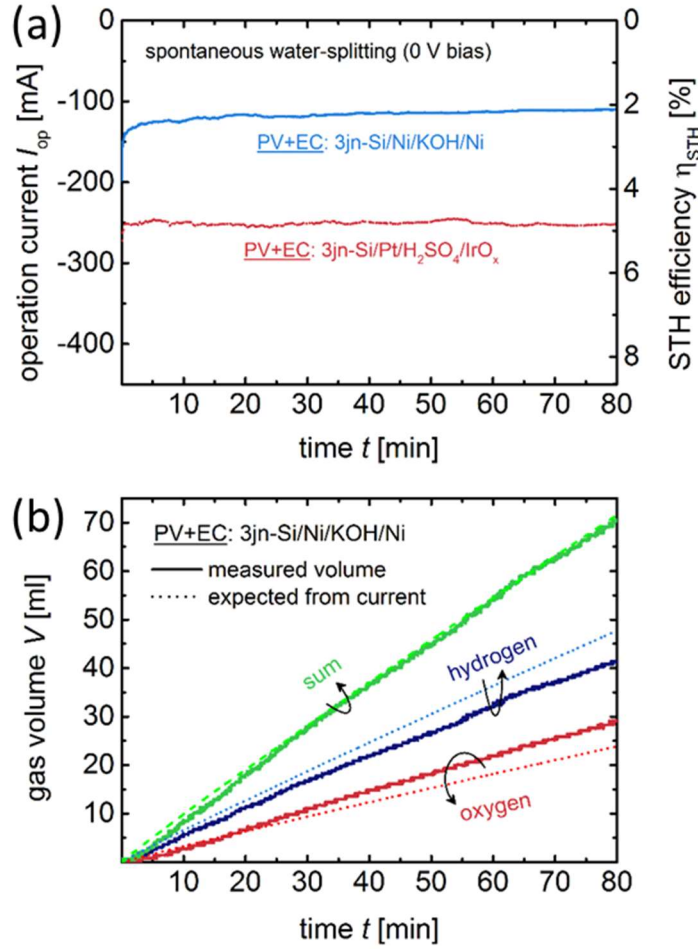 (a)
spontaneous water-splitting (0 V bias)
PV+EC: 3jn-Si/Ni/KOH/Ni
PV+EC: 3jn-Si/Pt/H₂SO₄/IrOₓ
operation current I_op [mA]
0
-100
-200
-300
-400
STH efficiency η_STH [%]
0
2
4
6
8
10 20 30 40 50 60 70 80
time t [min]
(b)
PV+EC: 3jn-Si/Ni/KOH/Ni
measured volume
expected from current
sum
hydrogen
oxygen
gas volume V [ml]
70
60
50
40
30
20
10
10 20 30 40 50 60 70 80
time t [min]